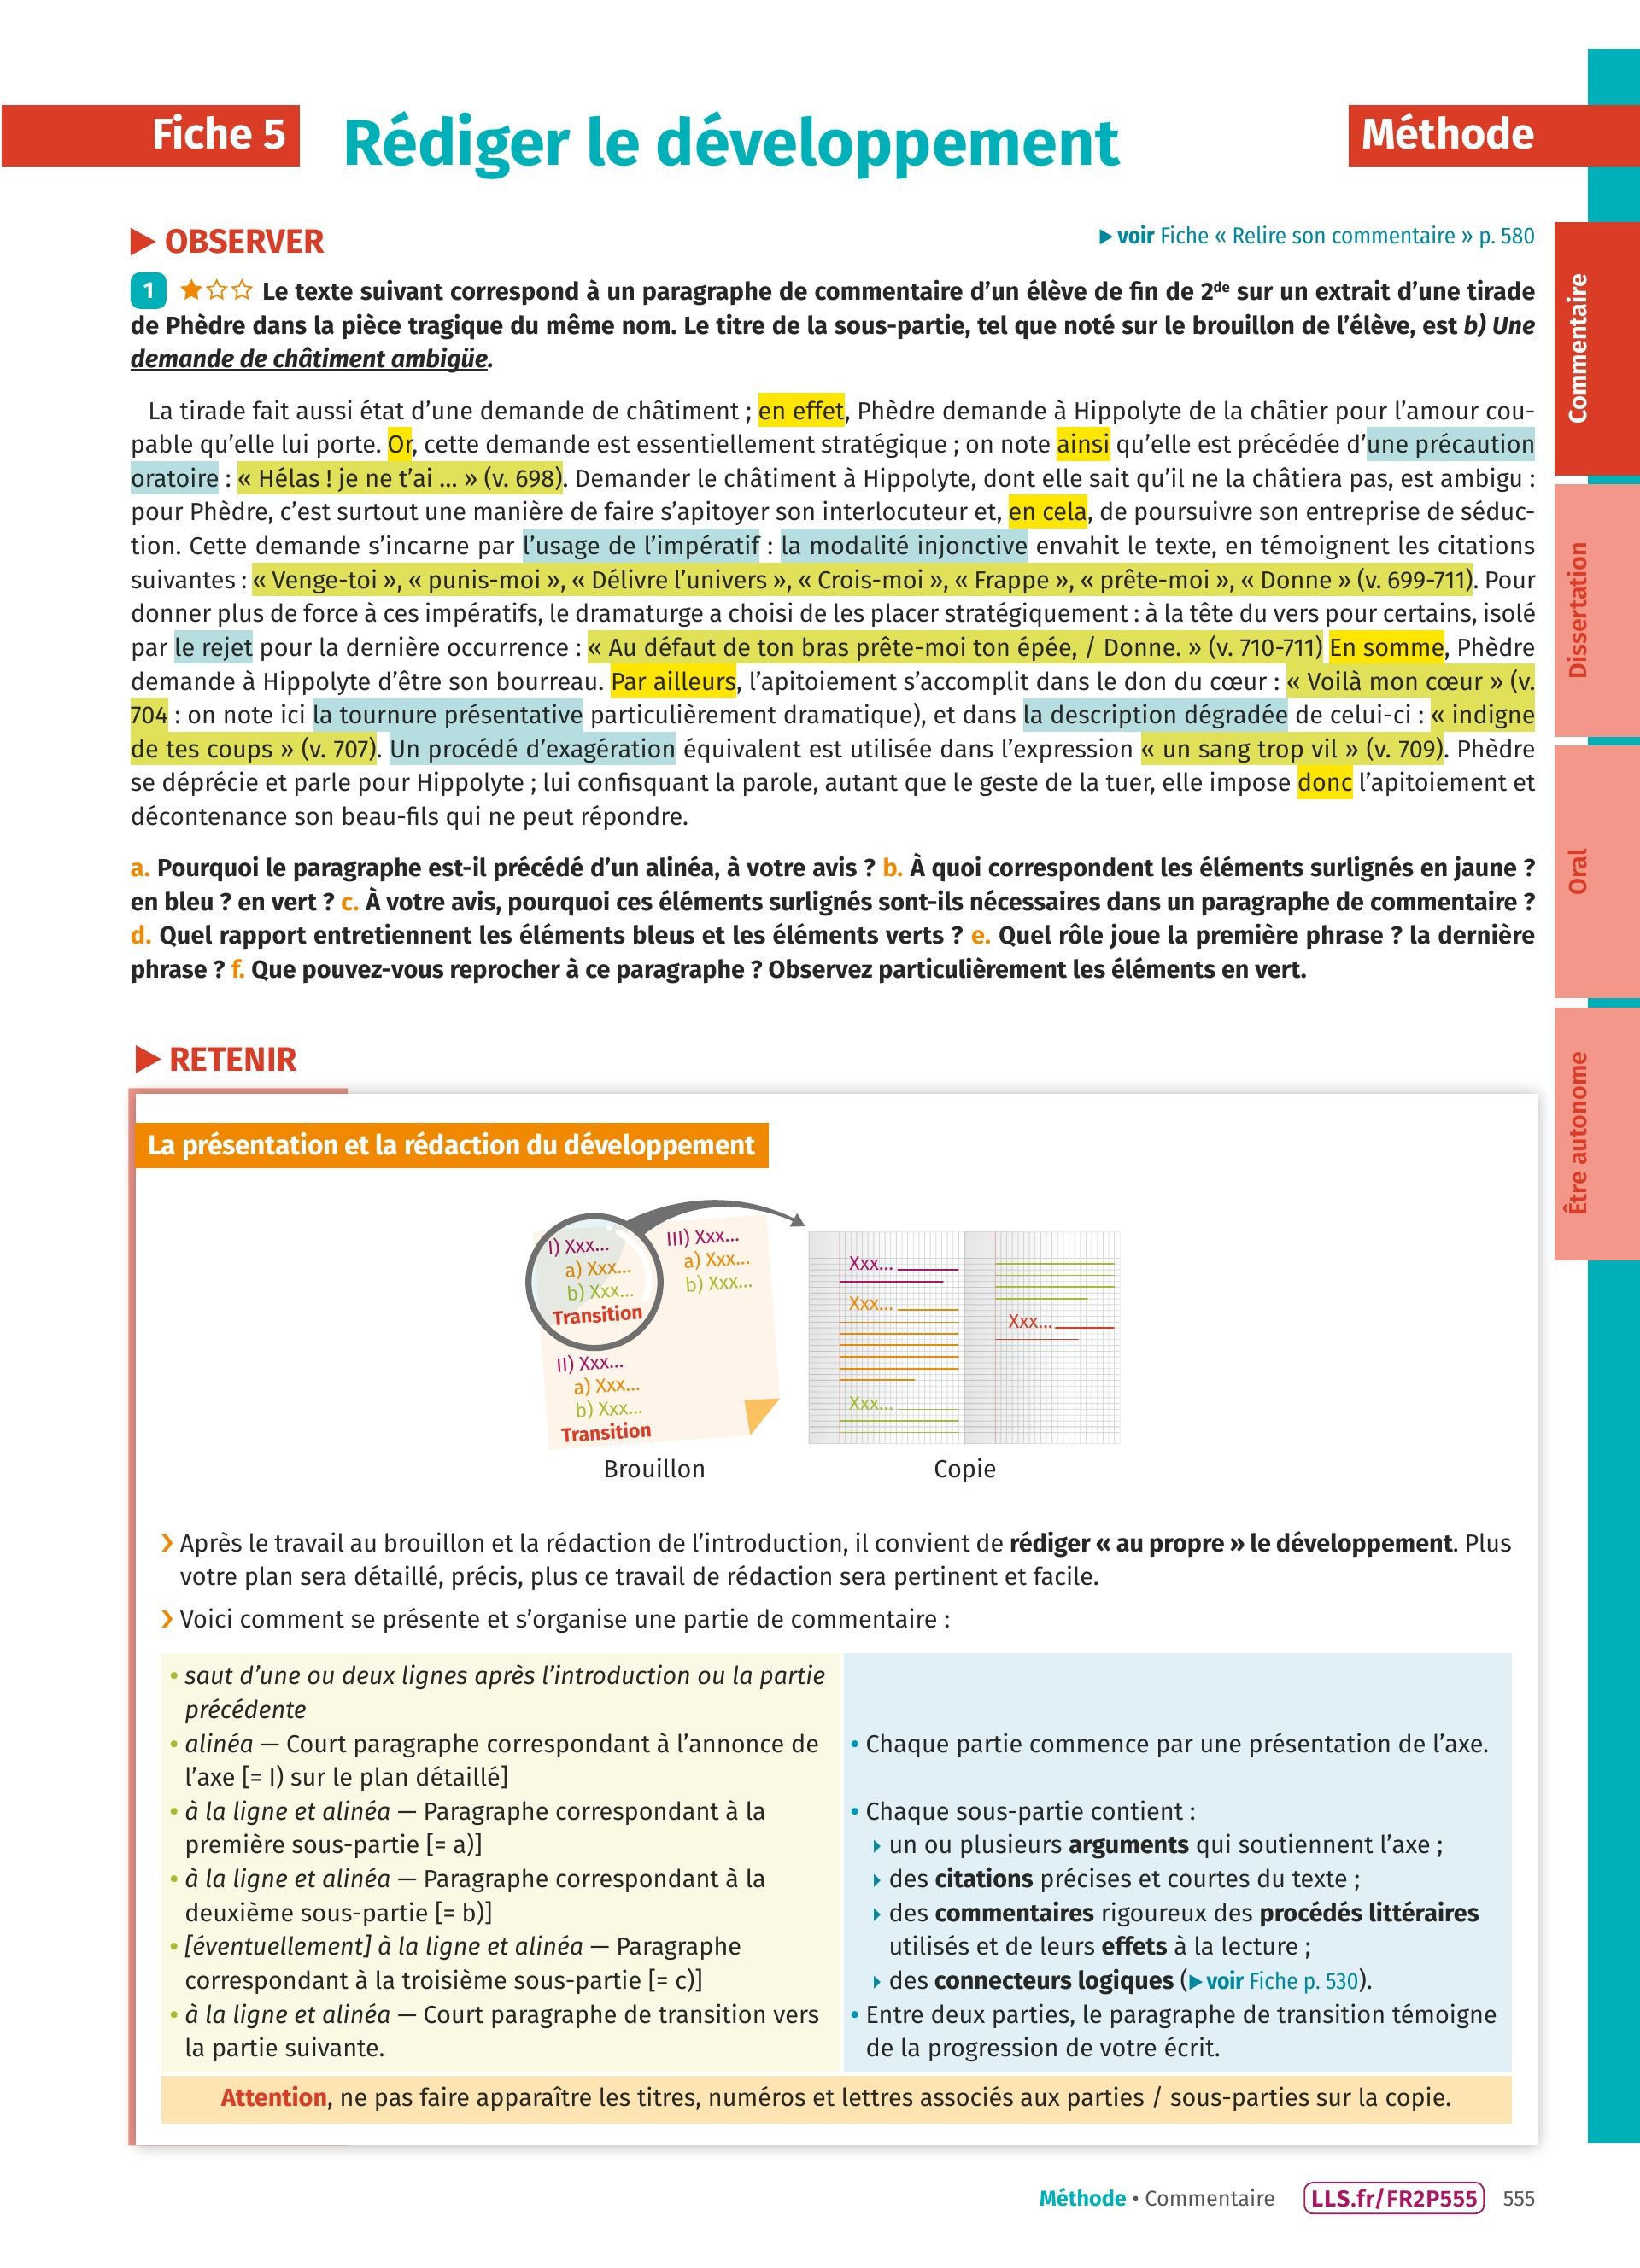 Fiche 5
Rédiger le développement
Méthode
▶ OBSERVER
▶ voir Fiche « Relire son commentaire » p. 580
1 ★☆☆ Le texte suivant correspond à un paragraphe de commentaire d’un élève de fin de 2de sur un extrait d’une tirade
de Phèdre dans la pièce tragique du même nom. Le titre de la sous-partie, tel que noté sur le brouillon de l’élève, est b) Une
demande de châtiment ambigüe.
La tirade fait aussi état d’une demande de châtiment ; en effet, Phèdre demande à Hippolyte de la châtier pour l’amour cou-
pable qu’elle lui porte. Or, cette demande est essentiellement stratégique ; on note ainsi qu’elle est précédée d’une précaution
oratoire : « Hélas ! je ne t’ai … » (v. 698). Demander le châtiment à Hippolyte, dont elle sait qu’il ne la châtiera pas, est ambigu :
pour Phèdre, c’est surtout une manière de faire s’apitoyer son interlocuteur et, en cela, de poursuivre son entreprise de séduc-
tion. Cette demande s’incarne par l’usage de l’impératif : la modalité injonctive envahit le texte, en témoignent les citations
suivantes : « Venge-toi », « punis-moi », « Délivre l’univers », « Crois-moi », « Frappe », « prête-moi », « Donne » (v. 699-711). Pour
donner plus de force à ces impératifs, le dramaturge a choisi de les placer stratégiquement : à la tête du vers pour certains, isolé
par le rejet pour la dernière occurrence : « Au défaut de ton bras prête-moi ton épée, / Donne. » (v. 710-711) En somme, Phèdre
demande à Hippolyte d’être son bourreau. Par ailleurs, l’apitoiement s’accomplit dans le don du cœur : « Voilà mon cœur » (v.
704 : on note ici la tournure présentative particulièrement dramatique), et dans la description dégradée de celui-ci : « indigne
de tes coups » (v. 707). Un procédé d’exagération équivalent est utilisée dans l’expression « un sang trop vil » (v. 709). Phèdre
se déprécie et parle pour Hippolyte ; lui confisquant la parole, autant que le geste de la tuer, elle impose donc l’apitoiement et
décontenance son beau-fils qui ne peut répondre.
a. Pourquoi le paragraphe est-il précédé d’un alinéa, à votre avis ? b. À quoi correspondent les éléments surlignés en jaune ?
en bleu ? en vert ? c. À votre avis, pourquoi ces éléments surlignés sont-ils nécessaires dans un paragraphe de commentaire ?
d. Quel rapport entretiennent les éléments bleus et les éléments verts ? e. Quel rôle joue la première phrase ? la dernière
phrase ? f. Que pouvez-vous reprocher à ce paragraphe ? Observez particulièrement les éléments en vert.
▶ RETENIR
La présentation et la rédaction du développement
I) Xxx...
a) Xxx...
b) Xxx...
Transition
II) Xxx...
a) Xxx...
b) Xxx...
Transition
III) Xxx...
a) Xxx...
b) Xxx...
Brouillon
Xxx...
Xxx...
Xxx...
Xxx...
Copie
› Après le travail au brouillon et la rédaction de l’introduction, il convient de rédiger « au propre » le développement. Plus
votre plan sera détaillé, précis, plus ce travail de rédaction sera pertinent et facile.
› Voici comment se présente et s’organise une partie de commentaire :
• saut d’une ou deux lignes après l’introduction ou la partie
précédente
• alinéa — Court paragraphe correspondant à l’annonce de
l’axe [= I) sur le plan détaillé]
• à la ligne et alinéa — Paragraphe correspondant à la
première sous-partie [= a)]
• à la ligne et alinéa — Paragraphe correspondant à la
deuxième sous-partie [= b)]
• [éventuellement] à la ligne et alinéa — Paragraphe
correspondant à la troisième sous-partie [= c)]
• à la ligne et alinéa — Court paragraphe de transition vers
la partie suivante.
• Chaque partie commence par une présentation de l’axe.
• Chaque sous-partie contient :
▸ un ou plusieurs arguments qui soutiennent l’axe ;
▸ des citations précises et courtes du texte ;
▸ des commentaires rigoureux des procédés littéraires
utilisés et de leurs effets à la lecture ;
▸ des connecteurs logiques (▶ voir Fiche p. 530).
• Entre deux parties, le paragraphe de transition témoigne
de la progression de votre écrit.
Attention, ne pas faire apparaître les titres, numéros et lettres associés aux parties / sous-parties sur la copie.
Commentaire
Dissertation
Oral
Être autonome
Méthode • Commentaire LLS.fr/FR2P555 555